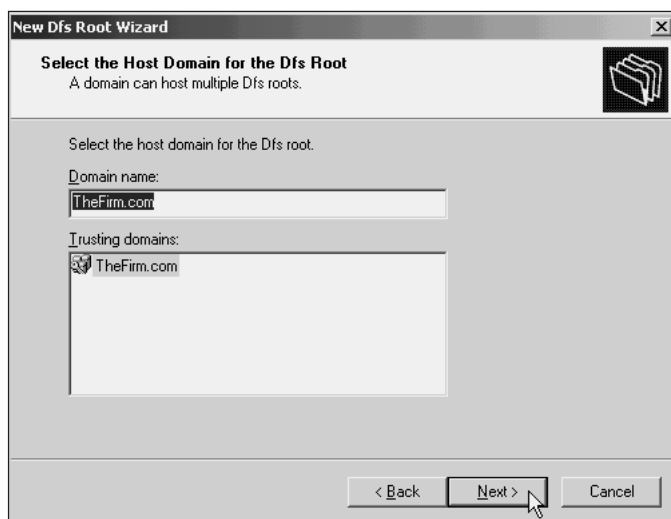 New Dfs Root Wizard
Select the Host Domain for the Dfs Root
A domain can host multiple Dfs roots.
Select the host domain for the Dfs root.
Domain name:
TheFirm.com
Trusting domains:
TheFirm.com
< Back Next > Cancel